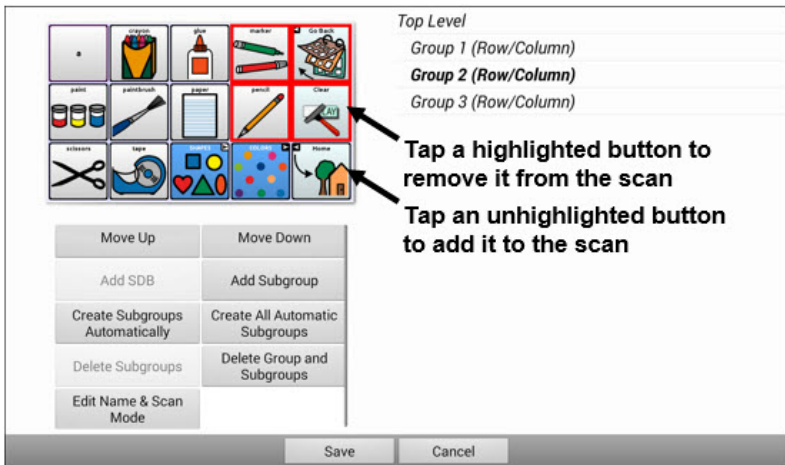 a
crayon
glue
marker
Go Back
paint
paintbrush
paper
pencil
Clear
scissors
tape
SHAPES
COLORS
Home
Top Level
Group 1 (Row/Column)
Group 2 (Row/Column)
Group 3 (Row/Column)
Tap a highlighted button to
remove it from the scan
Tap an unhighlighted button
to add it to the scan
Move Up
Move Down
Add SDB
Add Subgroup
Create Subgroups
Automatically
Create All Automatic
Subgroups
Delete Subgroups
Delete Group and
Subgroups
Edit Name & Scan
Mode
Save
Cancel